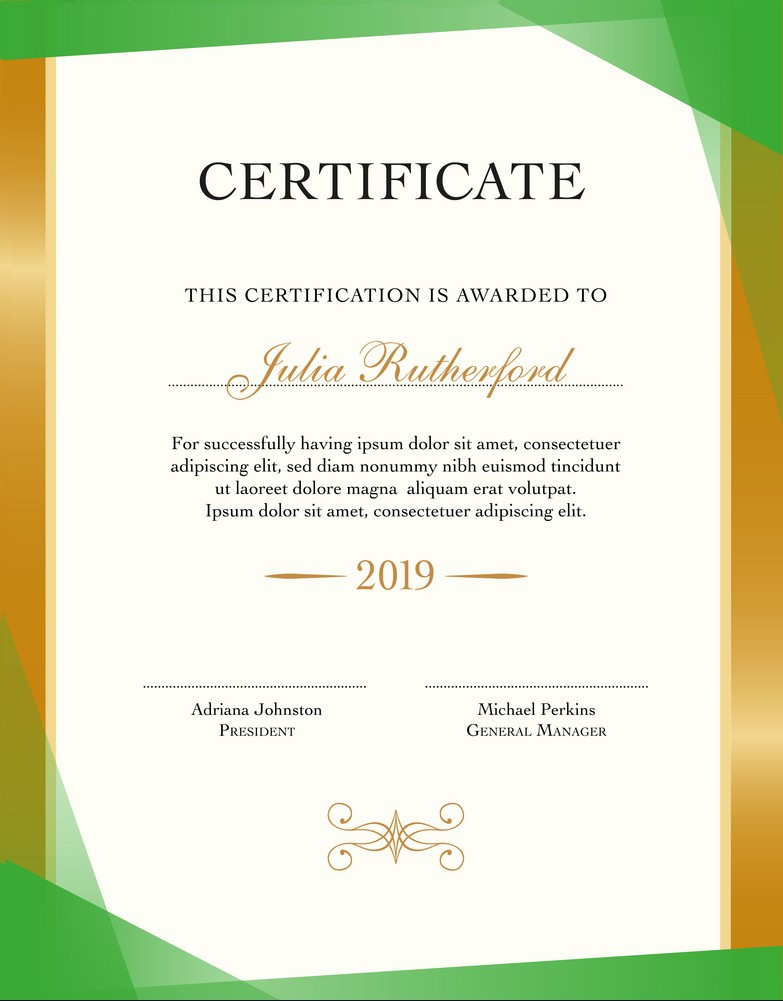 CERTIFICATE
THIS CERTIFICATION IS AWARDED TO
Julia Rutherford
For successfully having ipsum dolor sit amet, consectetuer
adipiscing elit, sed diam nonummy nibh euismod tincidunt
ut laoreet dolore magna  aliquam erat volutpat.
Ipsum dolor sit amet, consectetuer adipiscing elit.
2019
Adriana Johnston
President
Michael Perkins
General Manager